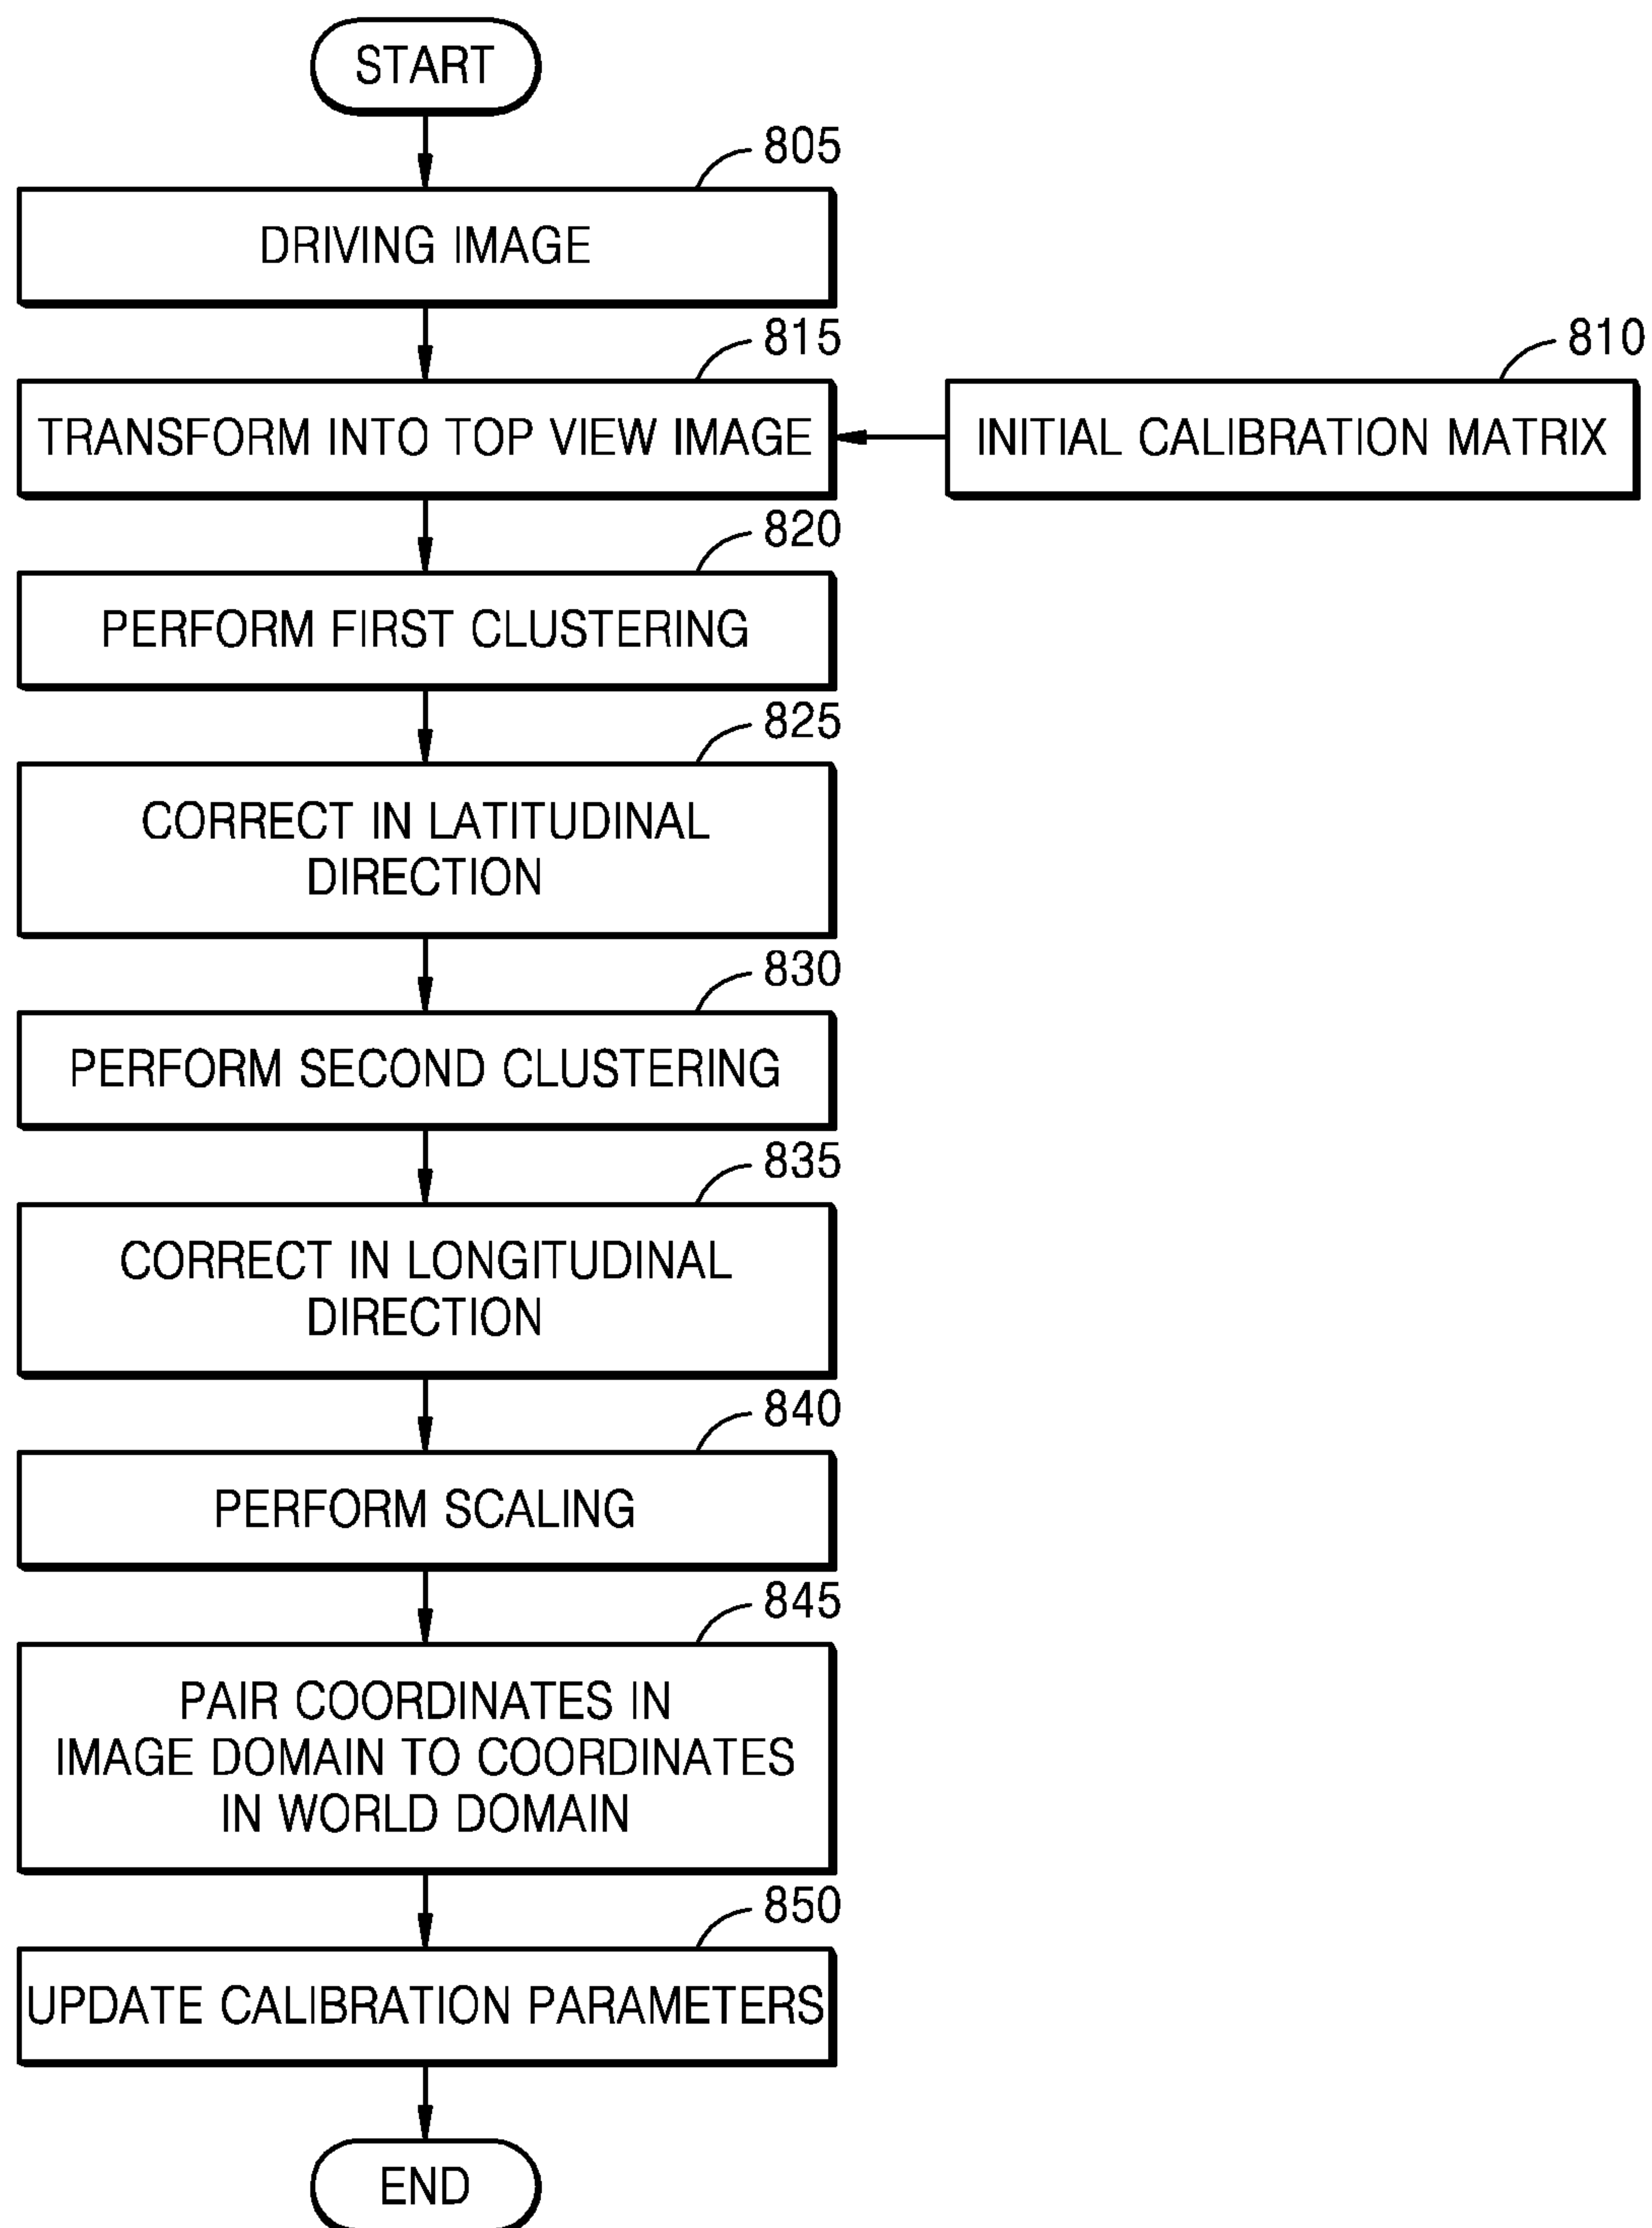 START
805
DRIVING IMAGE
815
TRANSFORM INTO TOP VIEW IMAGE
810
INITIAL CALIBRATION MATRIX
820
PERFORM FIRST CLUSTERING
825
CORRECT IN LATITUDINAL
DIRECTION
830
PERFORM SECOND CLUSTERING
835
CORRECT IN LONGITUDINAL
DIRECTION
840
PERFORM SCALING
845
PAIR COORDINATES IN
IMAGE DOMAIN TO COORDINATES
IN WORLD DOMAIN
850
UPDATE CALIBRATION PARAMETERS
END